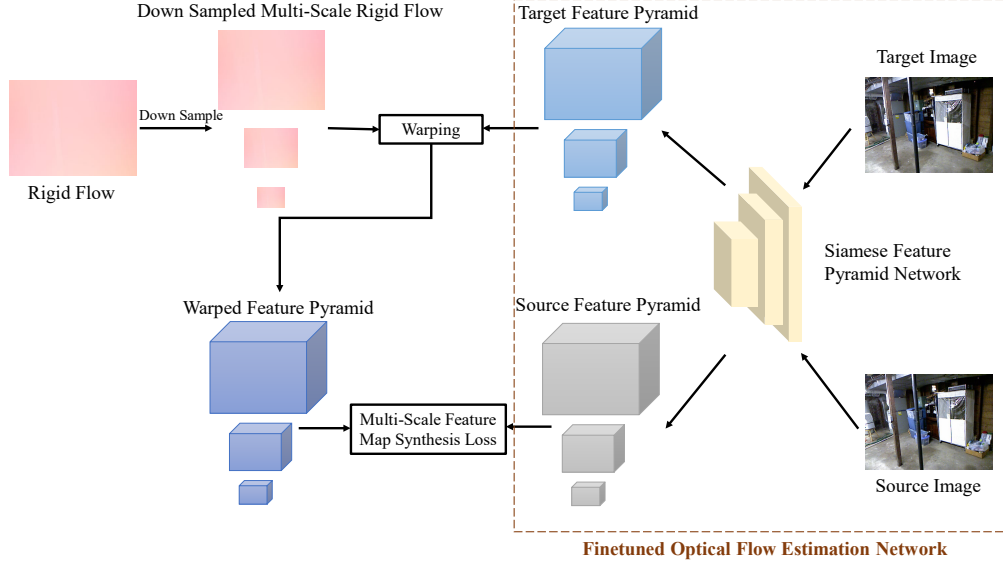 Down Sampled Multi-Scale Rigid Flow
Target Feature Pyramid
Target Image
Down Sample
Warping
Rigid Flow
Siamese Feature
Pyramid Network
Warped Feature Pyramid
Source Feature Pyramid
Multi-Scale Feature
Map Synthesis Loss
Source Image
Finetuned Optical Flow Estimation Network